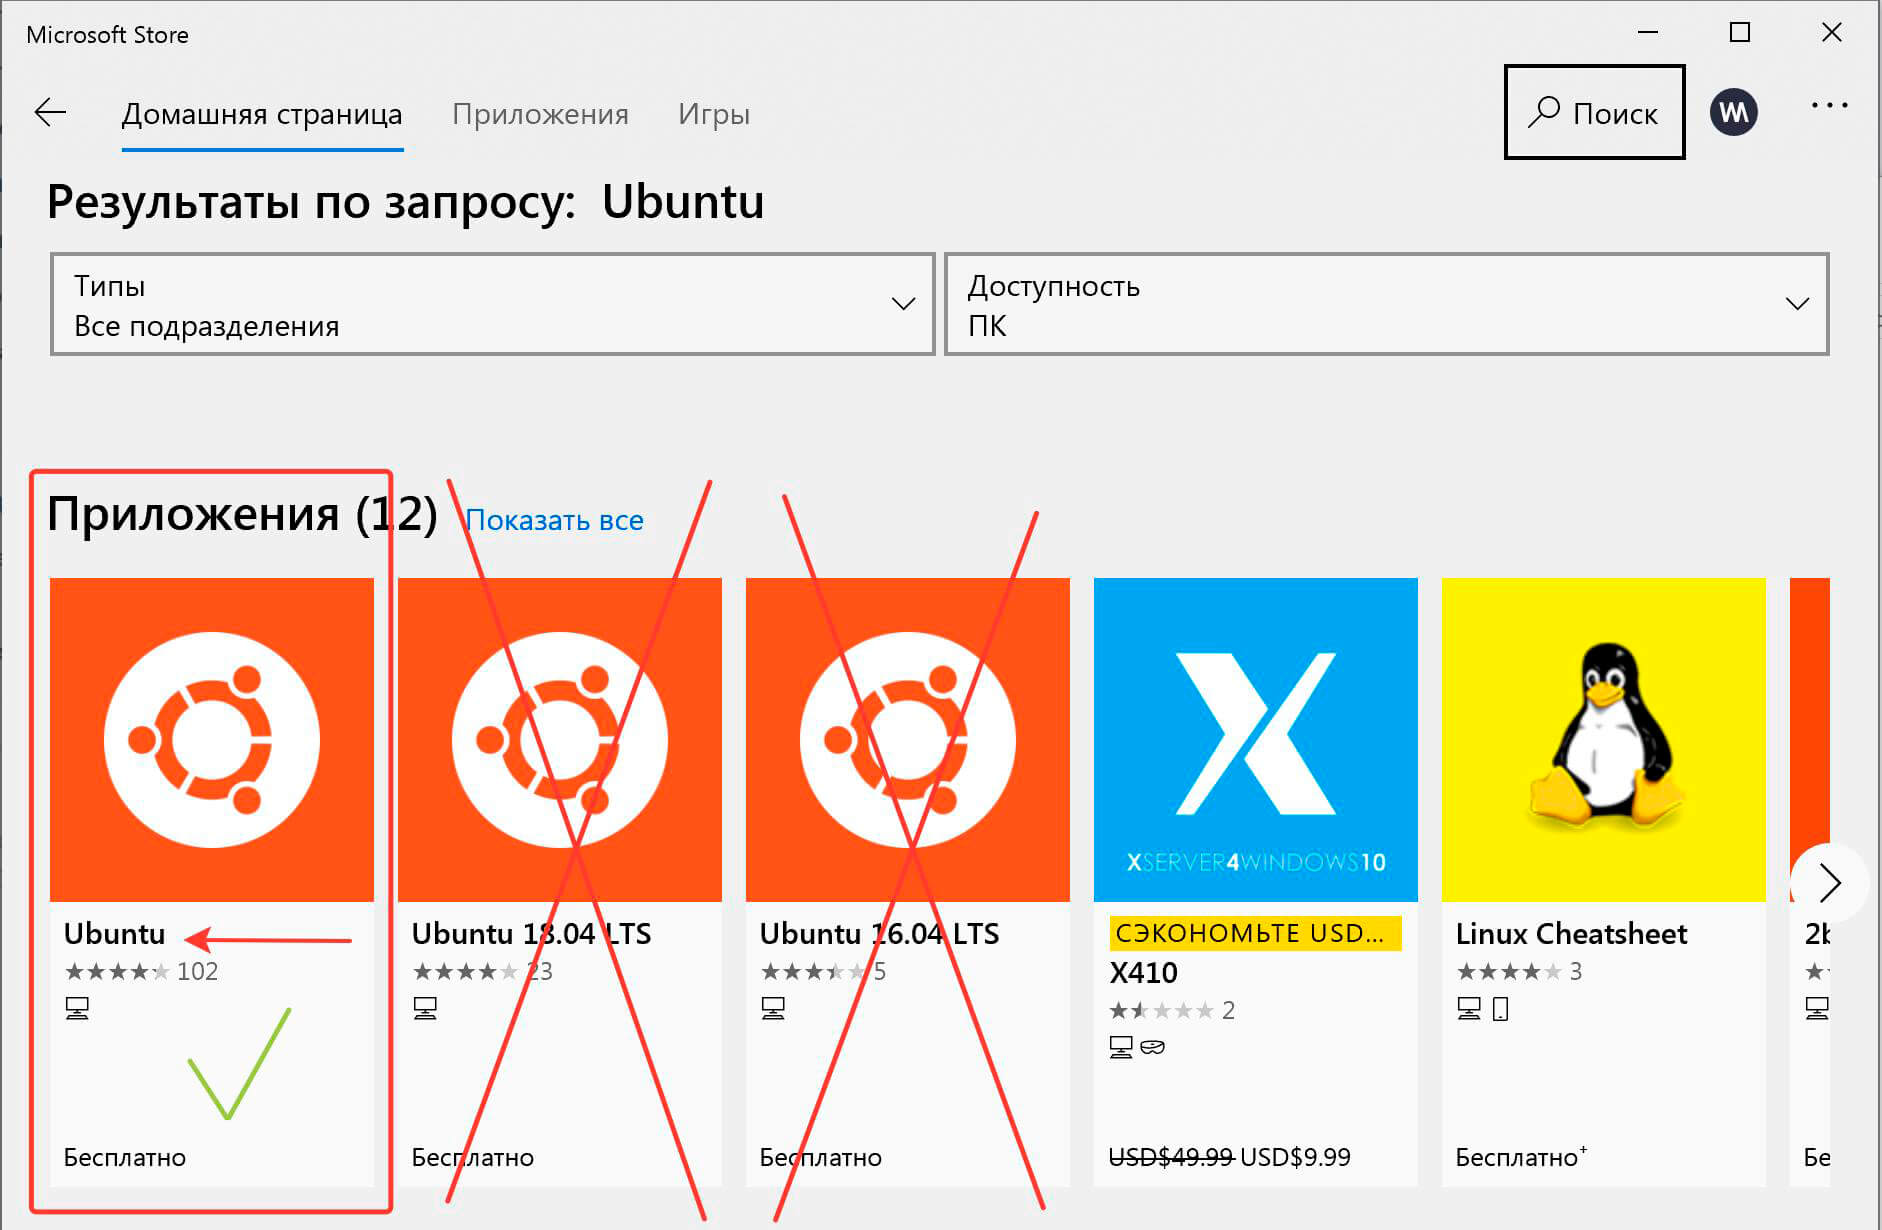 Microsoft Store
Домашняя страница Приложения Игры Поиск
Результаты по запросу: Ubuntu
Типы
Все подразделения
Доступность
ПК
Приложения (12) Показать все
Ubuntu
102
Бесплатно
Ubuntu 18.04 LTS
23
Бесплатно
Ubuntu 16.04 LTS
5
Бесплатно
XSERVER4WINDOWS10
СЭКОНОМЬТЕ USD...
X410
2
USD$49.99 USD$9.99
Linux Cheatsheet
3
Бесплатно+